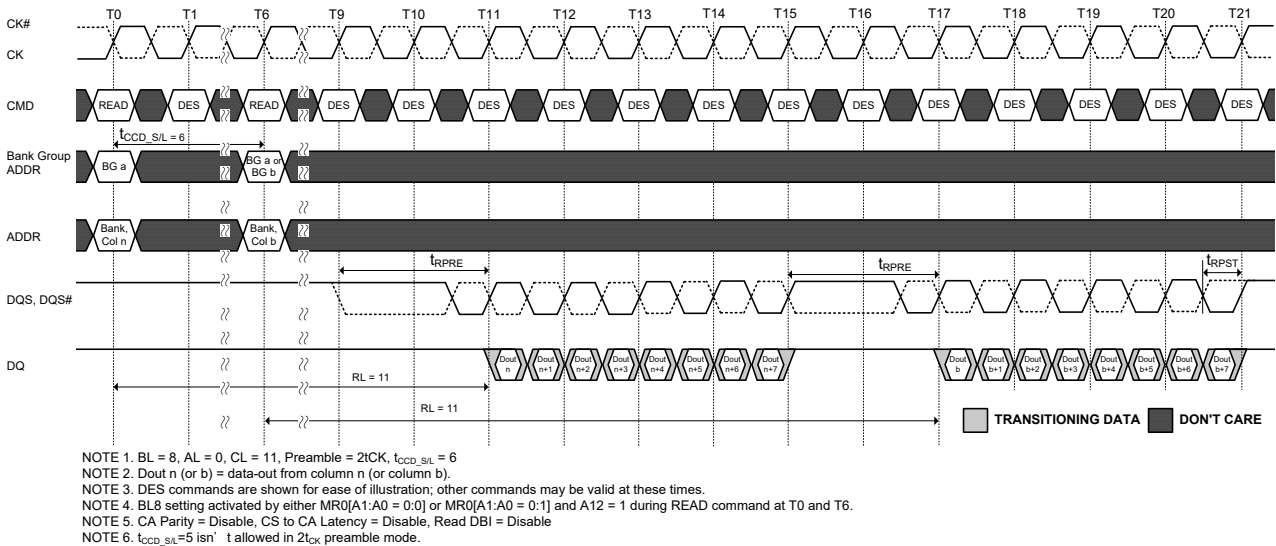 T0 T1 T6 T9 T10 T11 T12 T13 T14 T15 T16 T17 T18 T19 T20 T21
CK#
CK
CMD READ DES READ DES DES DES DES DES DES DES DES DES DES DES DES DES
tCCD_S/L = 6
Bank Group
ADDR
BG a
BG a or
BG b
ADDR
Bank,
Col n
Bank,
Col b
tRPRE tRPRE tRPST
DQS, DQS#
DQ
Dout n Dout n+1 Dout n+2 Dout n+3 Dout n+4 Dout n+5 Dout n+6 Dout n+7 Dout b Dout b+1 Dout b+2 Dout b+3 Dout b+4 Dout b+5 Dout b+6 Dout b+7
RL = 11
RL = 11
TRANSITIONING DATA DON'T CARE
NOTE 1. BL = 8, AL = 0, CL = 11, Preamble = 2tCK, tCCD_S/L = 6
NOTE 2. Dout n (or b) = data-out from column n (or column b).
NOTE 3. DES commands are shown for ease of illustration; other commands may be valid at these times.
NOTE 4. BL8 setting activated by either MR0[A1:A0 = 0:0] or MR0[A1:A0 = 0:1] and A12 = 1 during READ command at T0 and T6.
NOTE 5. CA Parity = Disable, CS to CA Latency = Disable, Read DBI = Disable
NOTE 6. tCCD_S/L=5 isn' t allowed in 2tCK preamble mode.